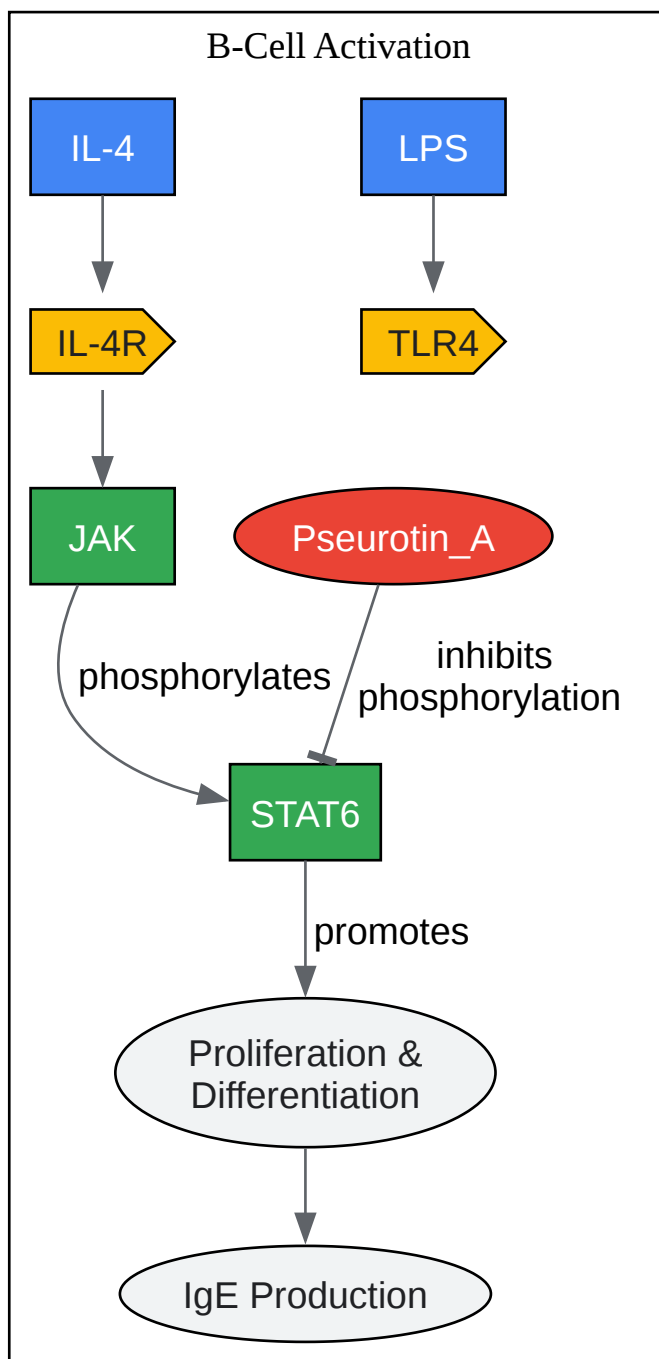 B-Cell Activation
IL-4
LPS
IL-4R
TLR4
JAK
Pseurotin_A
phosphorylates
inhibits
phosphorylation
STAT6
promotes
Proliferation &
Differentiation
IgE Production